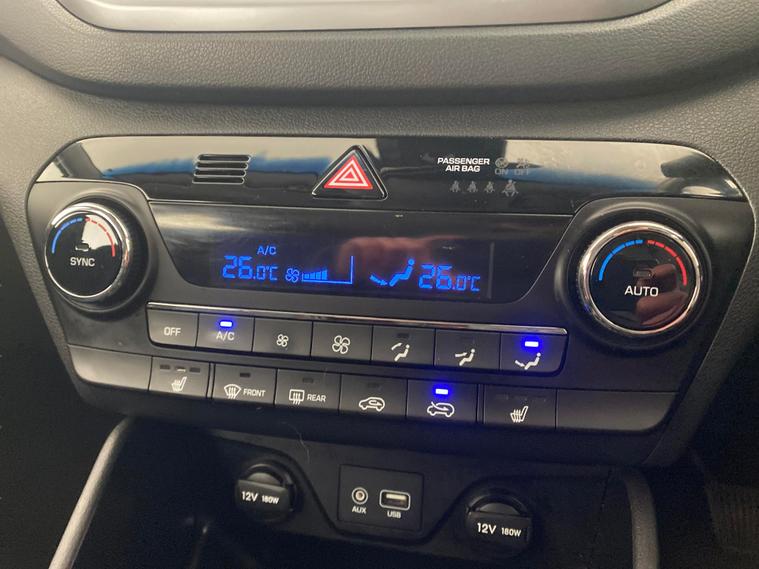 PASSENGER
AIR BAG
ON OFF
A/C
26.0°C
26.0°C
SYNC
AUTO
OFF
A/C
FRONT
REAR
12V 180W
AUX
USB
12V 180W